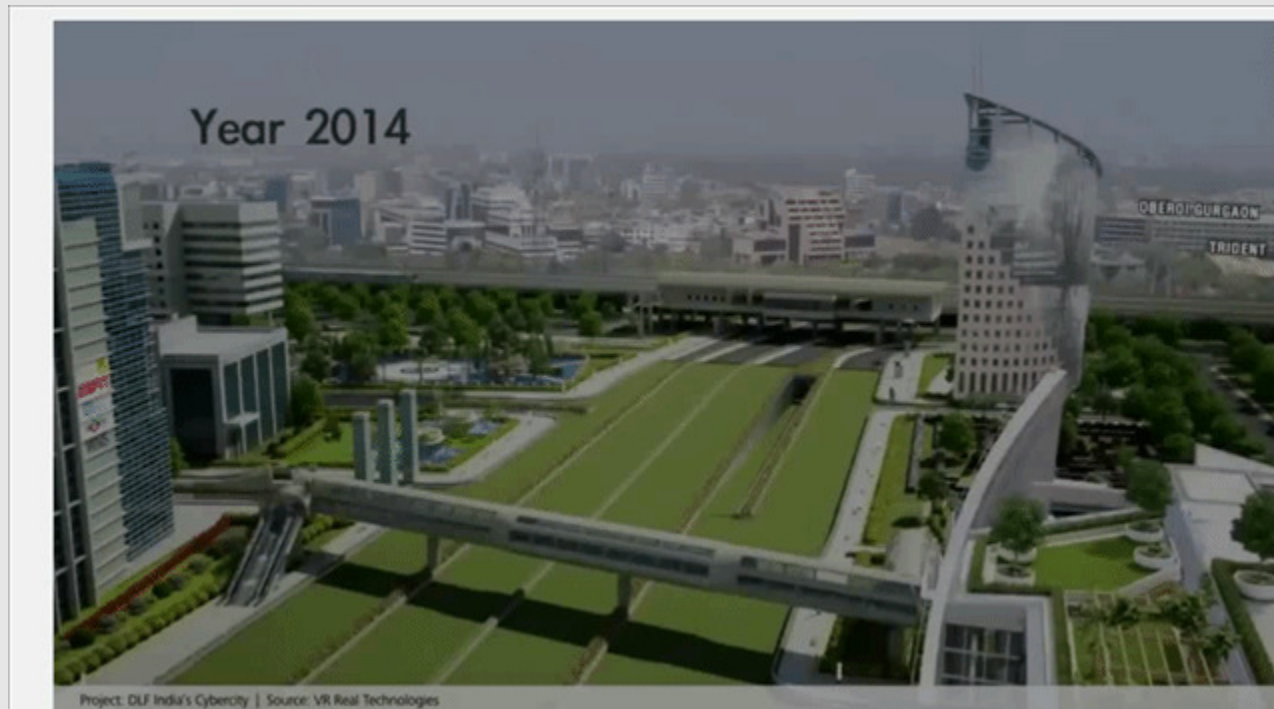 Year 2014
OBEROI GURGAON
TRIDENT
Project: DLF India's Cybercity | Source: VR Real Technologies